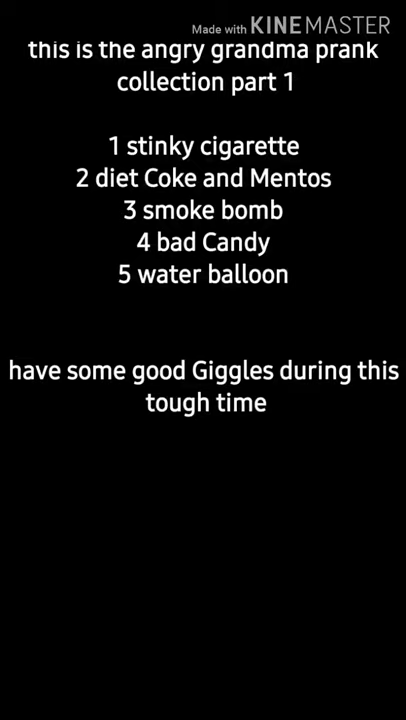 Made with KINEMASTER
this is the angry grandma prank
collection part 1
1 stinky cigarette
2 diet Coke and Mentos
3 smoke bomb
4 bad Candy
5 water balloon
have some good Giggles during this
tough time